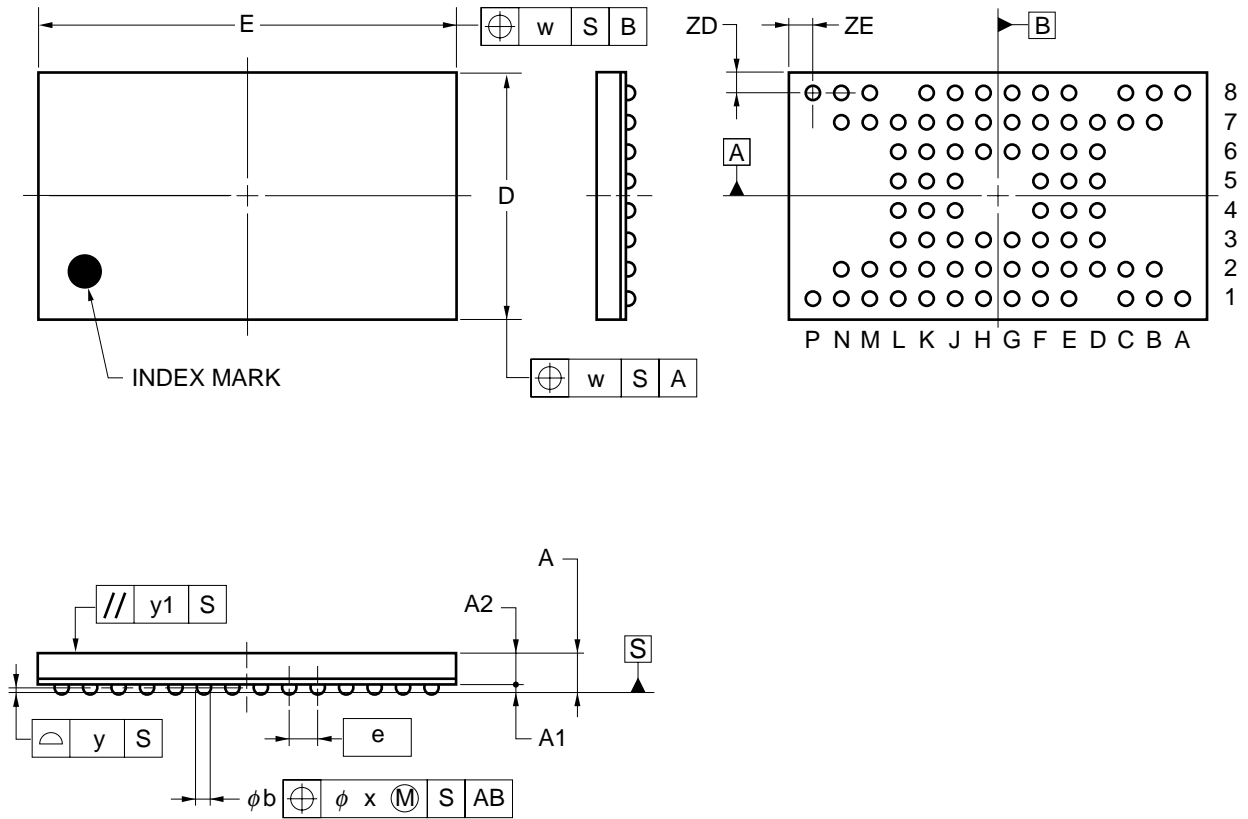 E
w S B
ZD
ZE
B
8
7
6
5
4
3
2
1
A
D
P N M L K J H G F E D C B A
INDEX MARK
w S A
A
A2
// y1 S
S
y S
e
A1
φb φ x Ⓜ S AB